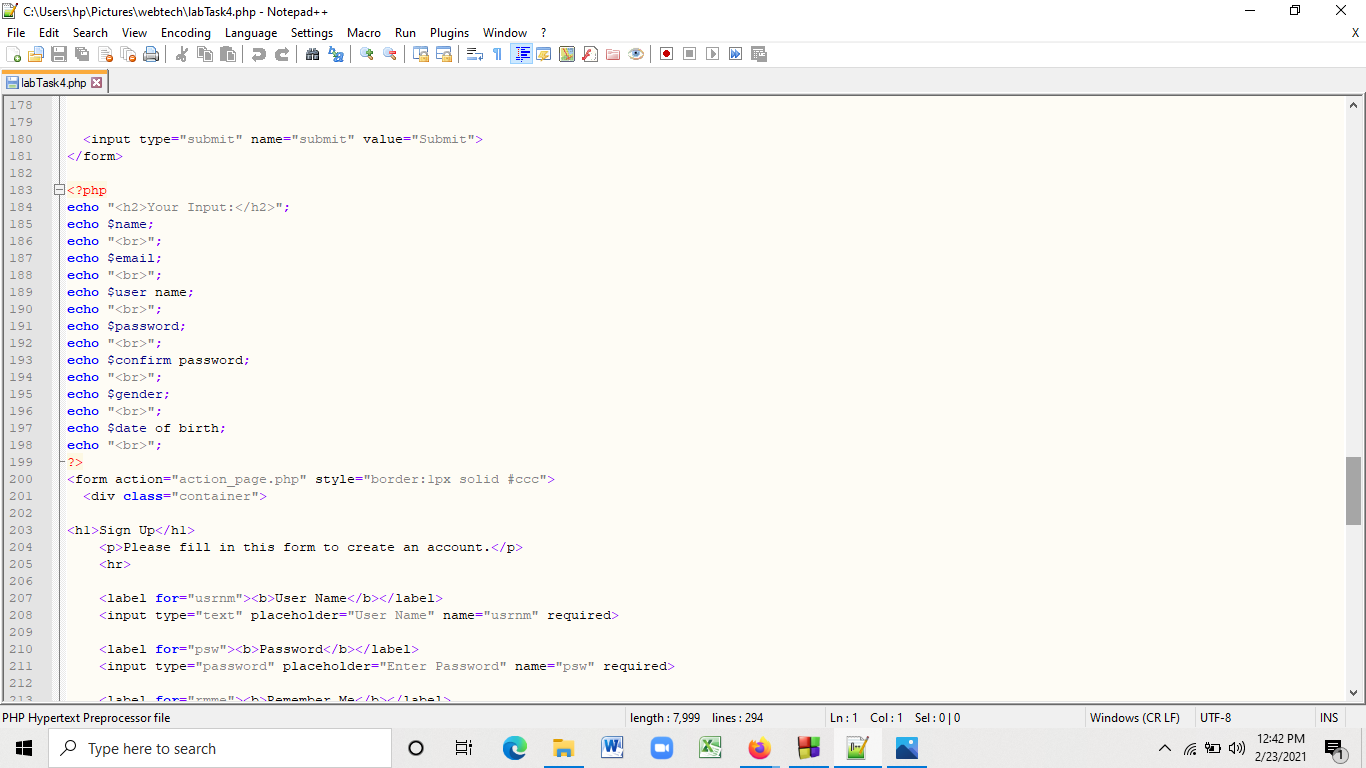 C:\Users\hp\Pictures\webtech\labTask4.php - Notepad++
File Edit Search View Encoding Language Settings Macro Run Plugins Window ? X
labTask4.php
178
179
180 <input type="submit" name="submit" value="Submit">
181 </form>
182
183 <?php
184 echo "<h2>Your Input:</h2>";
185 echo $name;
186 echo "<br>";
187 echo $email;
188 echo "<br>";
189 echo $user name;
190 echo "<br>";
191 echo $password;
192 echo "<br>";
193 echo $confirm password;
194 echo "<br>";
195 echo $gender;
196 echo "<br>";
197 echo $date of birth;
198 echo "<br>";
199 ?>
200 <form action="action_page.php" style="border:1px solid #ccc">
201 <div class="container">
202
203 <h1>Sign Up</h1>
204 <p>Please fill in this form to create an account.</p>
205 <hr>
206
207 <label for="usrnm"><b>User Name</b></label>
208 <input type="text" placeholder="User Name" name="usrnm" required>
209
210 <label for="psw"><b>Password</b></label>
211 <input type="password" placeholder="Enter Password" name="psw" required>
212
213 <label for="rmme"><b>Remember Me</b></label>
PHP Hypertext Preprocessor file length : 7,999 lines : 294 Ln : 1 Col : 1 Sel : 0 | 0 Windows (CR LF) UTF-8 INS
Type here to search
12:42 PM
2/23/2021
1